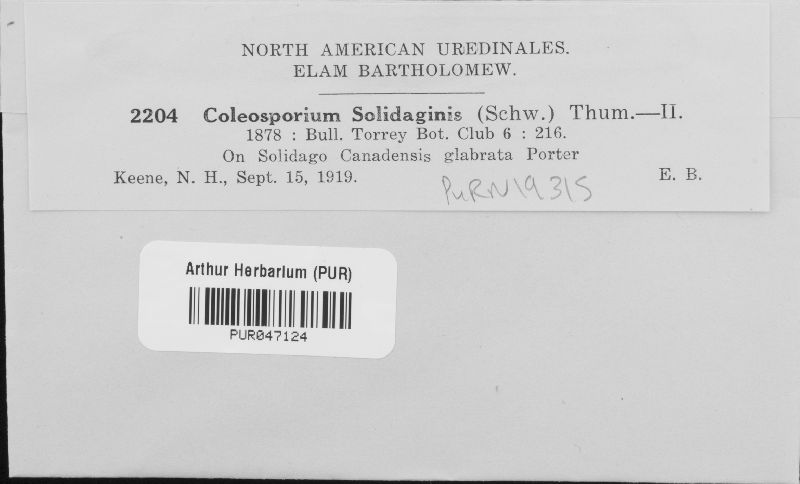 NORTH AMERICAN UREDINALES.
ELAM BARTHOLOMEW.
2204 Coleosporium Solidaginis (Schw.) Thum.—II.
1878 : Bull. Torrey Bot. Club 6 : 216.
On Solidago Canadensis glabrata Porter
Keene, N. H., Sept. 15, 1919. E. B.
PURN19315
Arthur Herbarium (PUR)
PUR047124